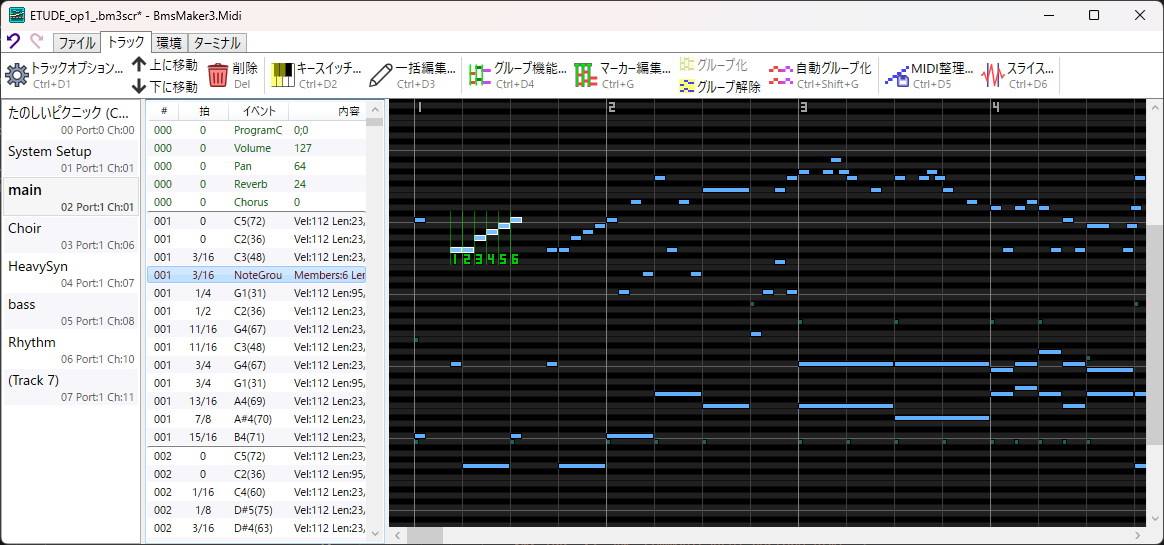 ETUDE_op1_.bm3scr* - BmsMaker3.Midi
ファイル トラック 環境 ターミナル
トラックオプション... Ctrl+D1
上に移動
下に移動
削除 Del
キースイッチ... Ctrl+D2
一括編集... Ctrl+D3
グループ機能... Ctrl+D4
マーカー編集... Ctrl+G
グループ化
グループ解除
自動グループ化 Ctrl+Shift+G
MIDI整理... Ctrl+D5
スライス... Ctrl+D6
たのしいピクニック (C...
00 Port:0 Ch:00
System Setup
01 Port:1 Ch:01
main
02 Port:1 Ch:01
Choir
03 Port:1 Ch:06
HeavySyn
04 Port:1 Ch:07
bass
05 Port:1 Ch:08
Rhythm
06 Port:1 Ch:10
(Track 7)
07 Port:1 Ch:11
# 拍 イベント 内容
000 0 ProgramC 0;0
000 0 Volume 127
000 0 Pan 64
000 0 Reverb 24
000 0 Chorus 0
001 0 C5(72) Vel:112 Len:23,
001 0 C2(36) Vel:112 Len:23,
001 3/16 C3(48) Vel:112 Len:23,
001 3/16 NoteGrou Members:6 Len
001 1/4 G1(31) Vel:112 Len:95,
001 1/2 C2(36) Vel:112 Len:23,
001 11/16 G4(67) Vel:112 Len:23,
001 11/16 C3(48) Vel:112 Len:23,
001 3/4 G4(67) Vel:112 Len:23,
001 3/4 G1(31) Vel:112 Len:95,
001 13/16 A4(69) Vel:112 Len:23,
001 7/8 A#4(70) Vel:112 Len:23,
001 15/16 B4(71) Vel:112 Len:23,
002 0 C5(72) Vel:112 Len:23,
002 0 C2(36) Vel:112 Len:95,
002 1/16 C4(60) Vel:112 Len:23,
002 1/8 D#5(75) Vel:112 Len:23,
002 3/16 D#4(63) Vel:112 Len:23,
1 2 3 4
1 2 3 4 5 6